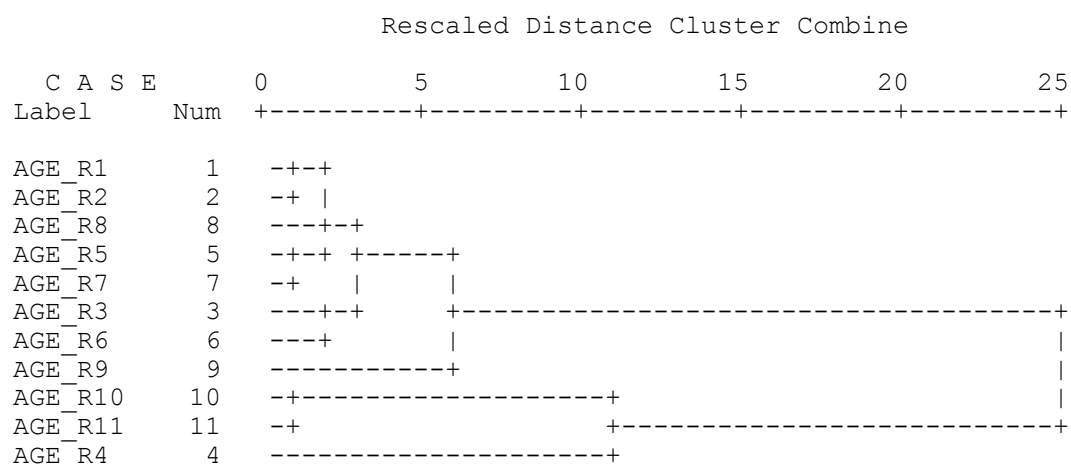 Rescaled Distance Cluster Combine
C A S E 0 5 10 15 20 25
Label Num +---------+---------+---------+---------+---------+
AGE_R1 1 -+-+
AGE_R2 2 -+ |
AGE_R8 8 ---+-+
AGE_R5 5 -+-+ +-----+
AGE_R7 7 -+ | |
AGE_R3 3 ---+-+ +-------------------------------------+
AGE_R6 6 ---+ | |
AGE_R9 9 -----------+ |
AGE_R10 10 -+-------------------+ |
AGE_R11 11 -+ +---------------------------+
AGE_R4 4 ---------------------+